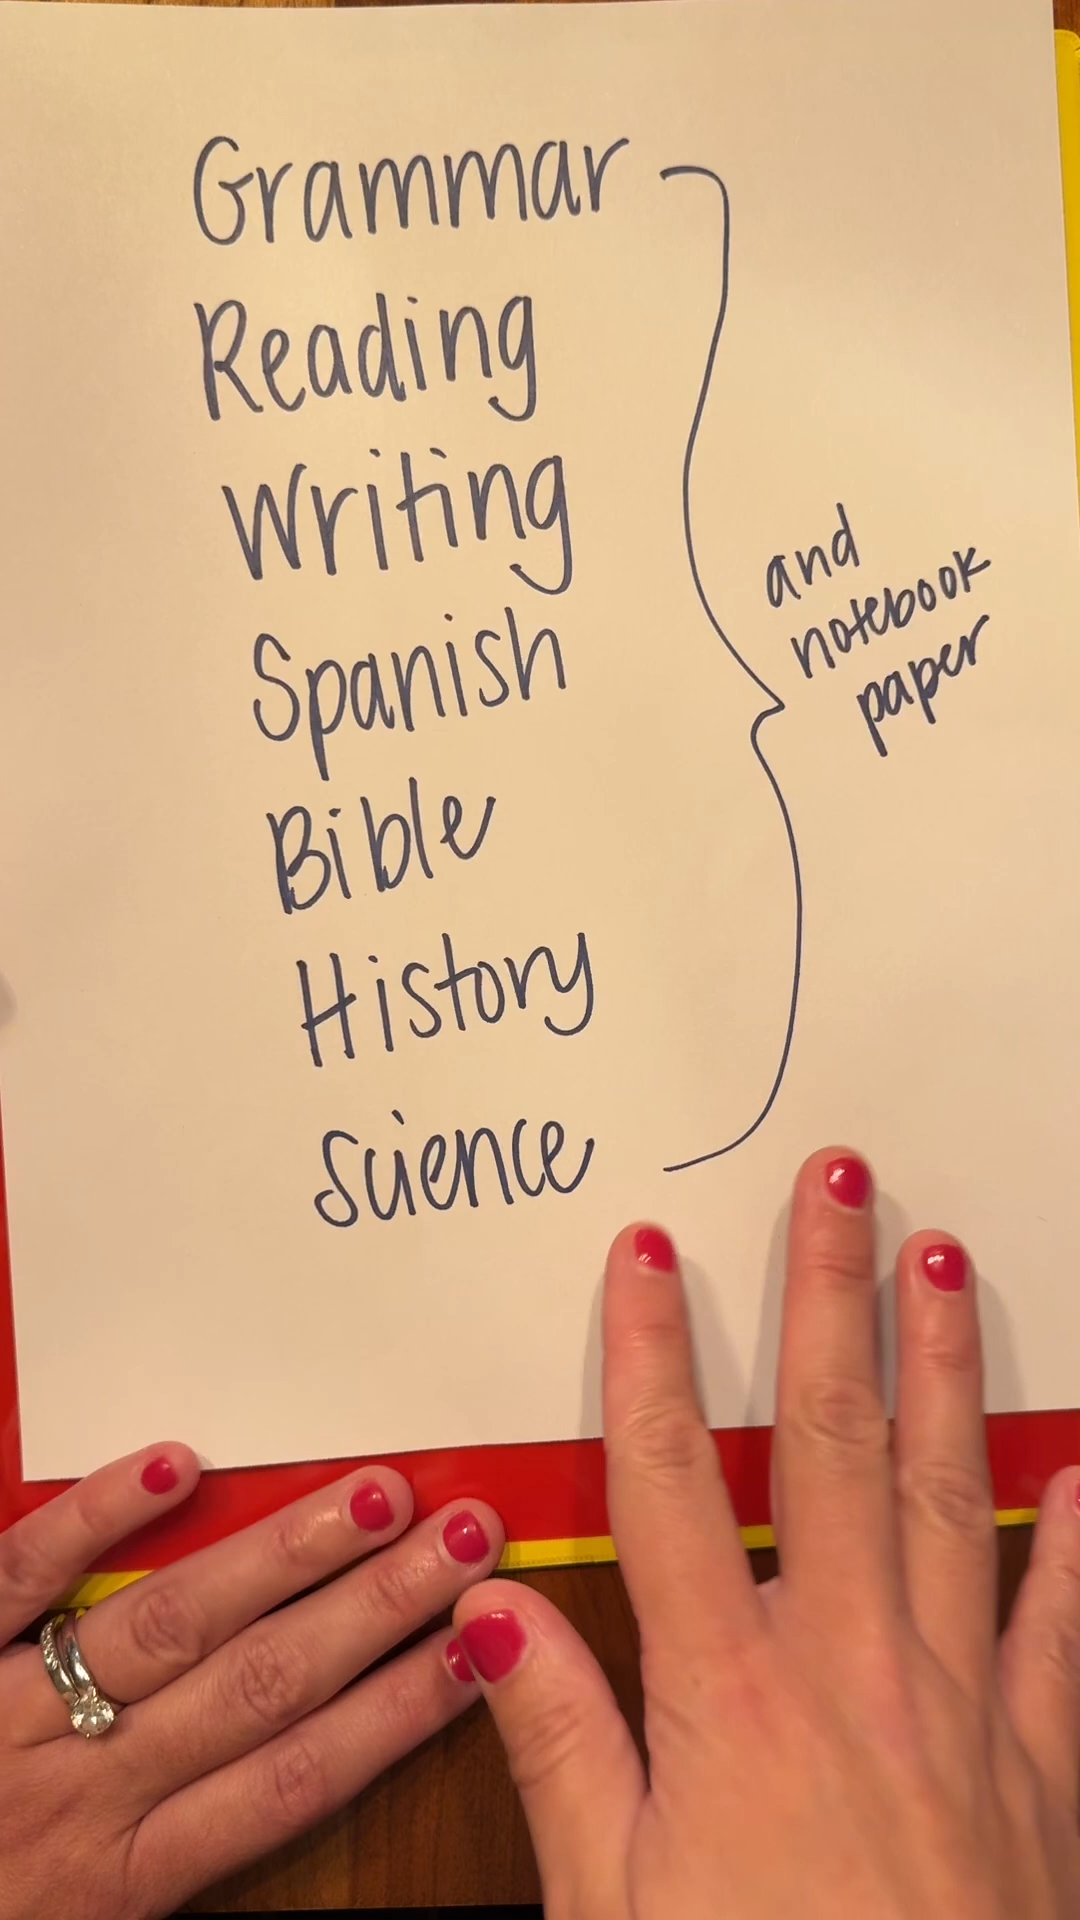 Grammar
Reading
Writing
Spanish
Bible
History
Science
and
notebook
paper